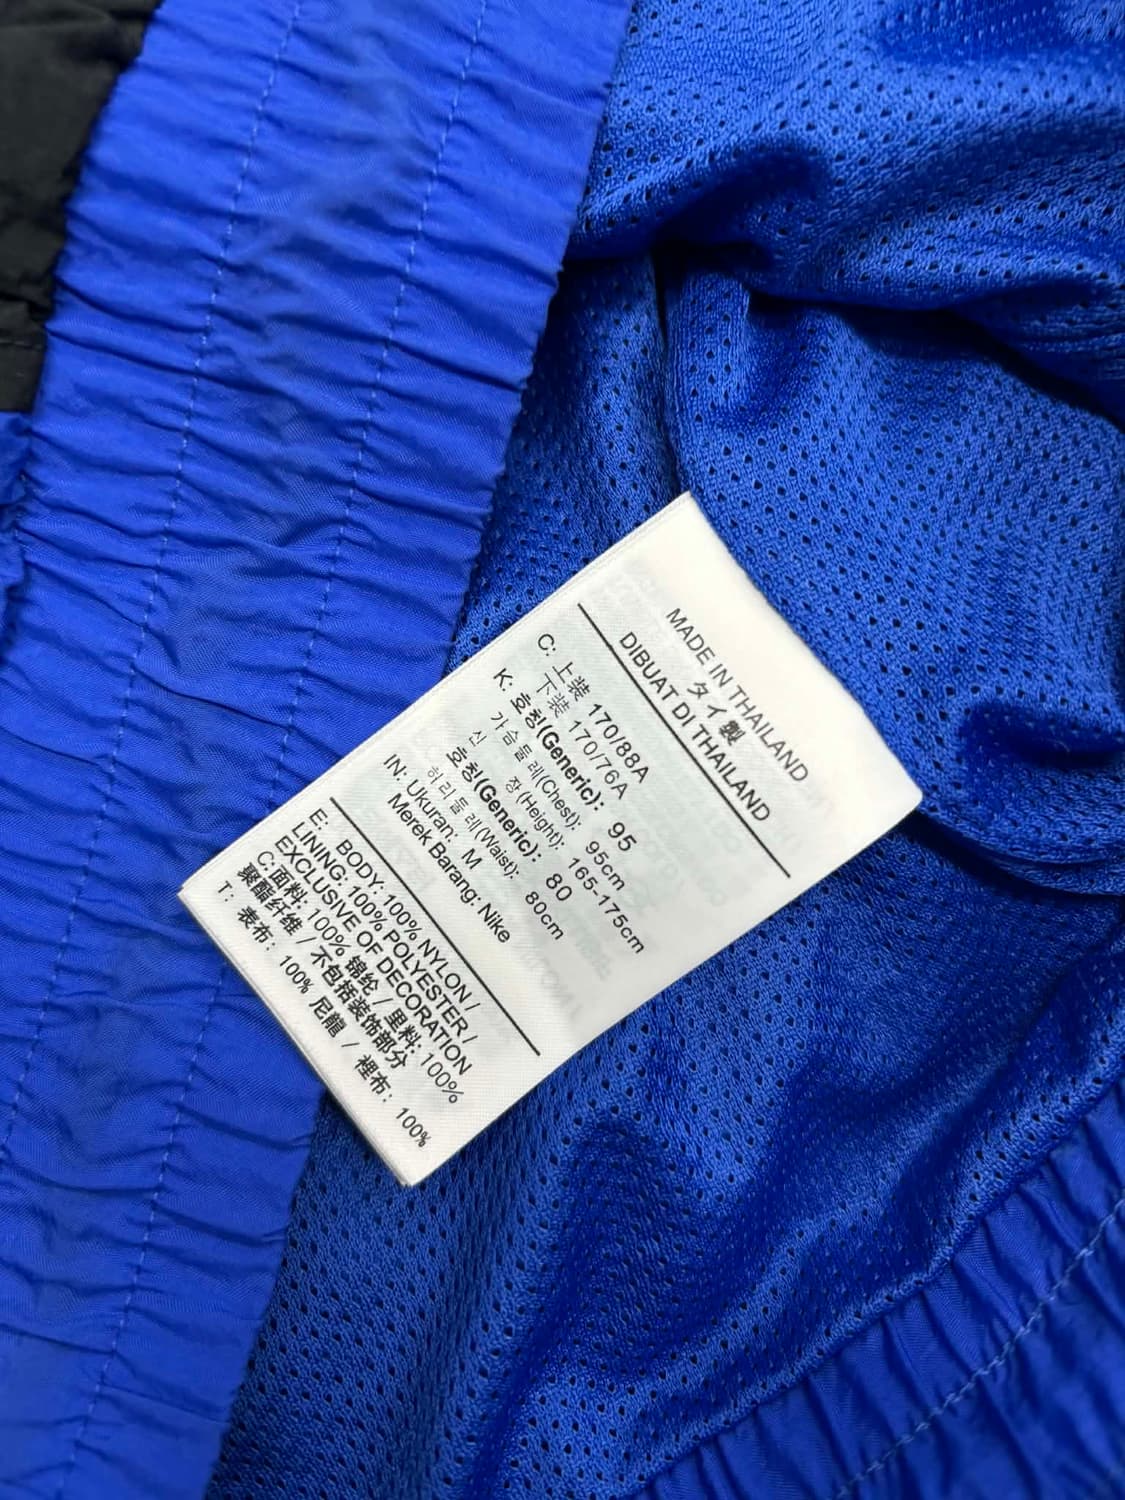 MADE IN THAILAND
タイ製
DIBUAT DI THAILAND
C: 上装 170/88A
下装 170/76A
K: 호칭(Generic): 95
가슴둘레(Chest): 95cm
신 장(Height): 165-175cm
호칭(Generic): 80
허리둘레(Waist): 80cm
IN: Ukuran: M
Merek Barang: Nike
E: BODY: 100% NYLON /
LINING: 100% POLYESTER /
EXCLUSIVE OF DECORATION
C:面料: 100% 锦纶 / 里料: 100%
聚酯纤维 / 不包括装饰部分
T: 表布: 100% 尼龍 / 裡布: 100%